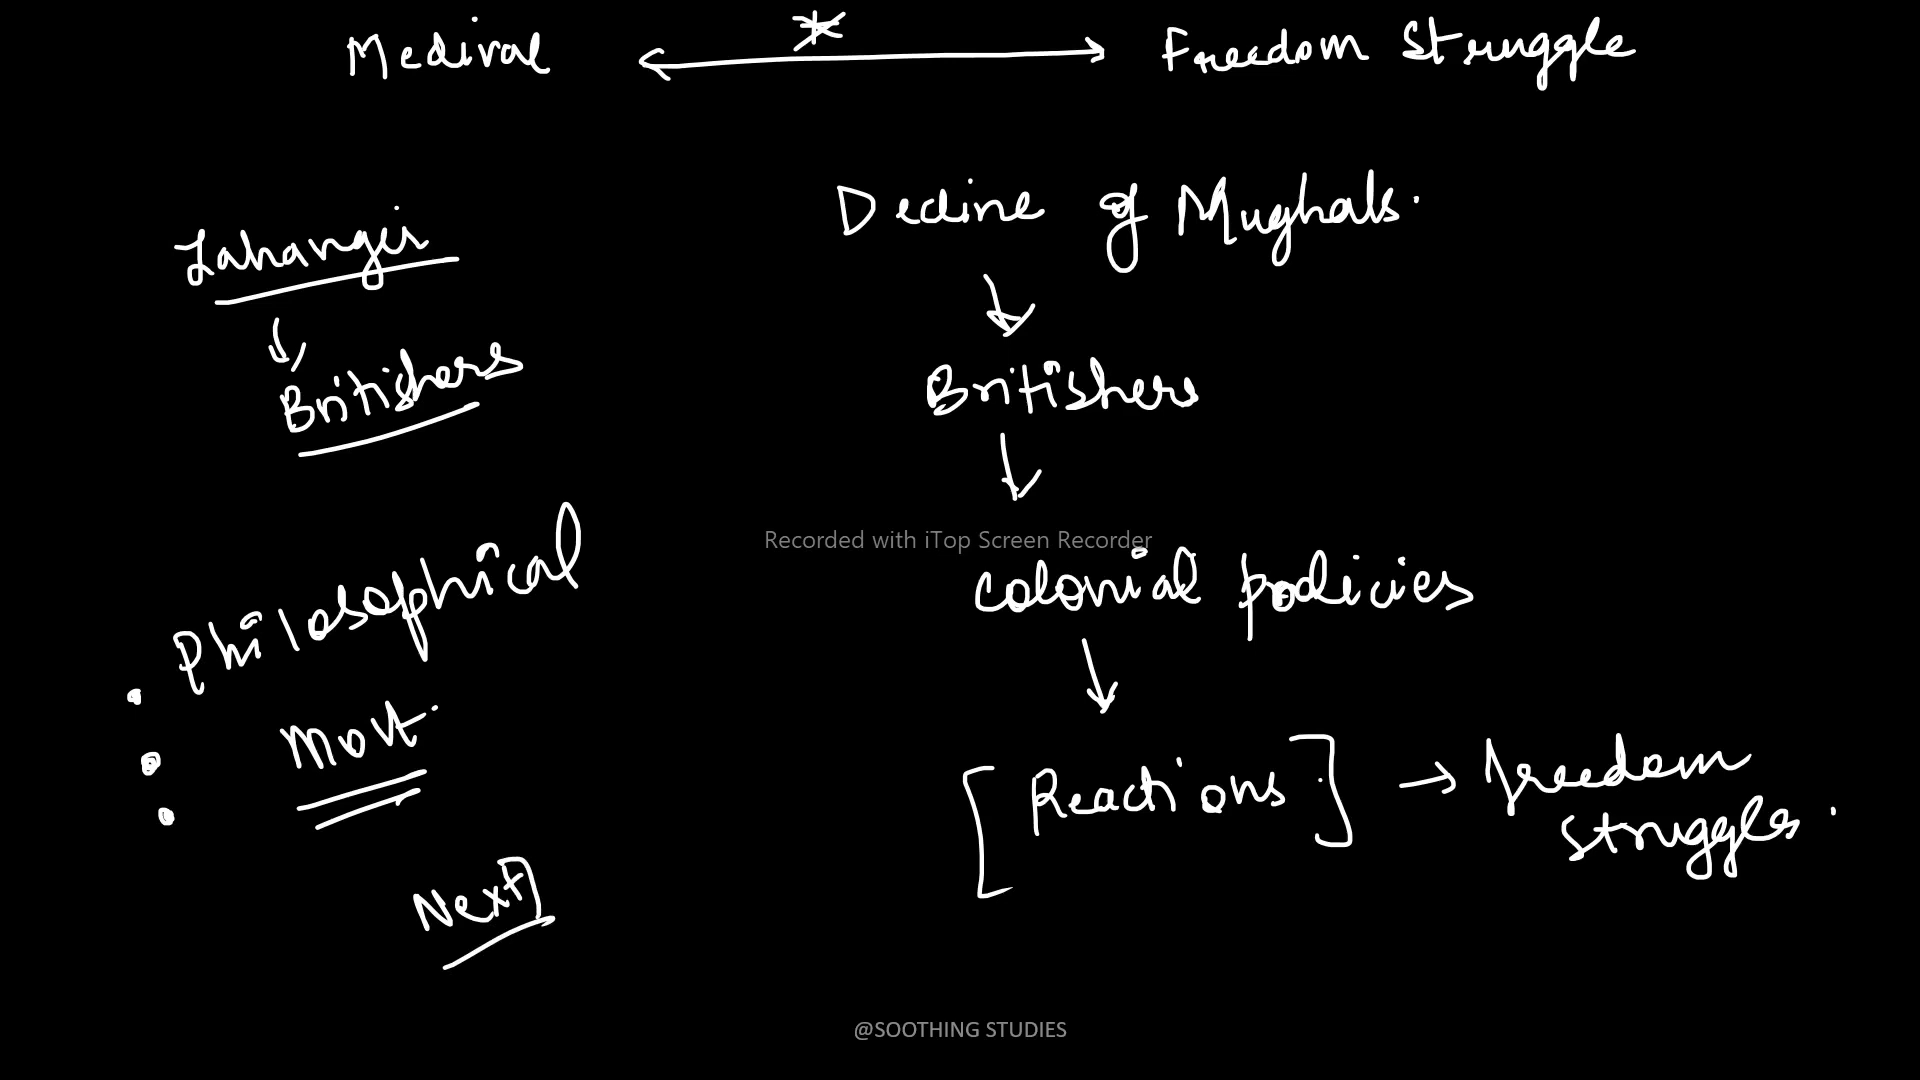 Medival * Freedom Struggle
Decline of Mughals.
Jahangir
Britishers
Britishers
Recorded with iTop Screen Recorder
colonial policies
Philosophical
Movt.
[Reactions] → freedom
struggles.
Next
@SOOTHING STUDIES